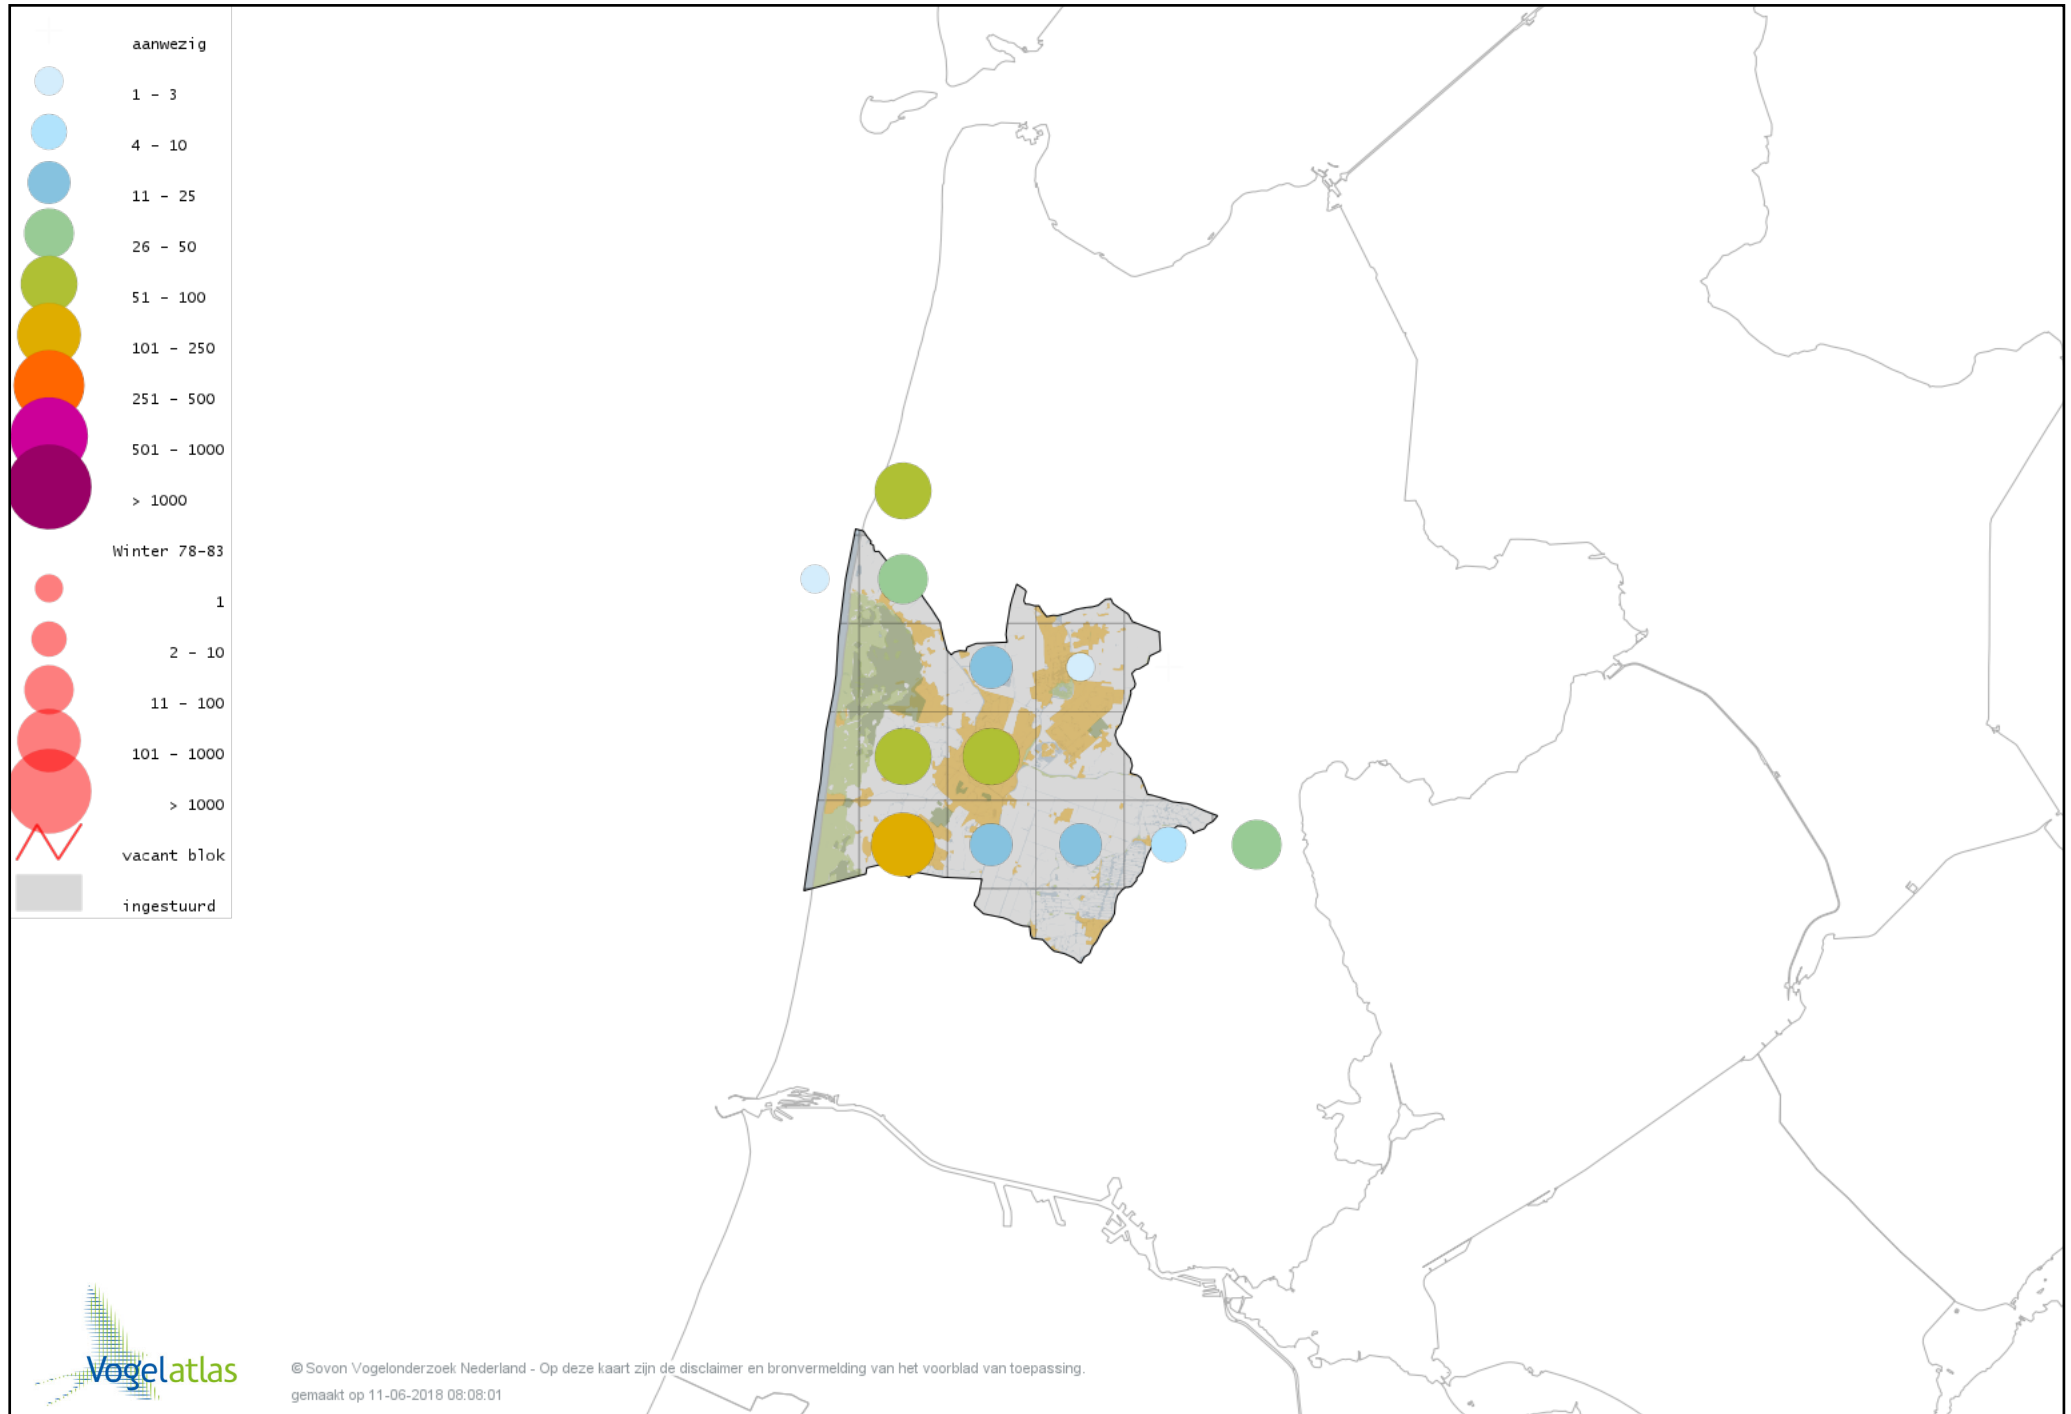 aanwezig
1 – 3
4 – 10
11 – 25
26 – 50
51 – 100
101 – 250
251 – 500
501 – 1000
> 1000
Winter 78-83
1
2 – 10
11 – 100
101 – 1000
> 1000
vacant blok
ingestuurd
Vogelatlas
© Sovon Vogelonderzoek Nederland - Op deze kaart zijn de disclaimer en bronvermelding van het voorblad van toepassing.
gemaakt op 11-06-2018 08:08:01